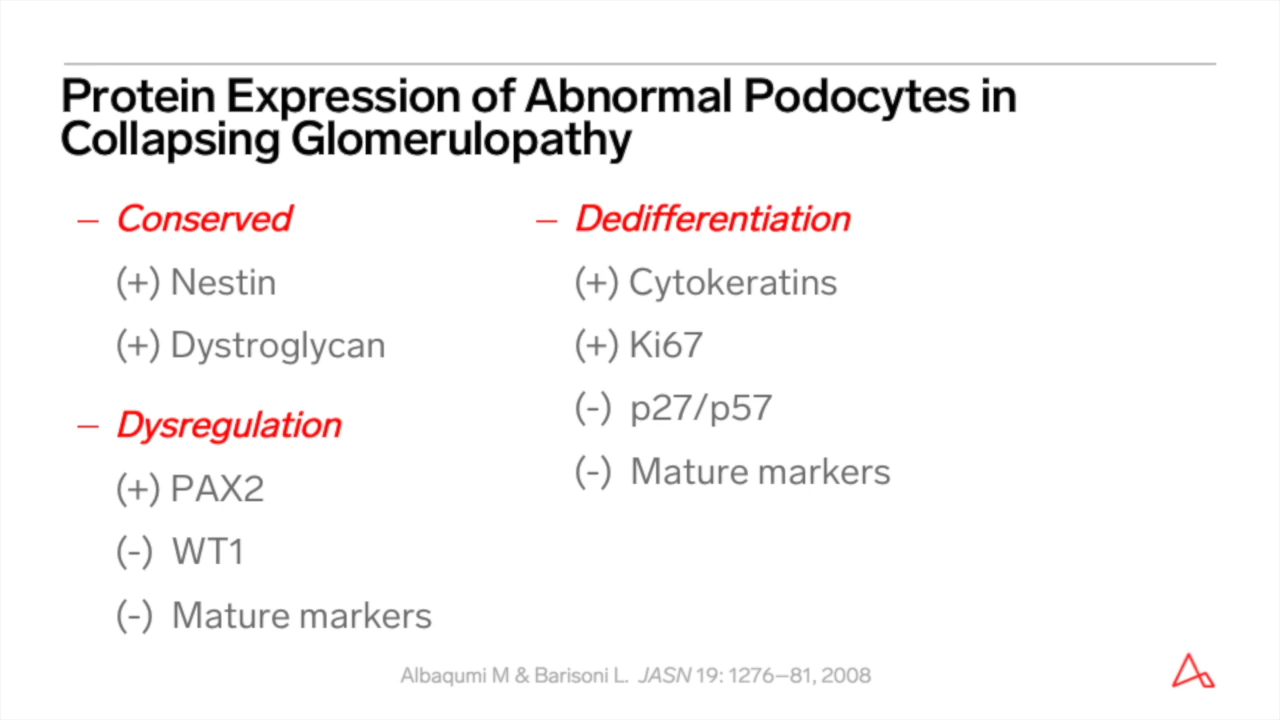 Protein Expression of Abnormal Podocytes in
Collapsing Glomerulopathy
– Conserved
(+) Nestin
(+) Dystroglycan
– Dysregulation
(+) PAX2
(-) WT1
(-) Mature markers
– Dedifferentiation
(+) Cytokeratins
(+) Ki67
(-) p27/p57
(-) Mature markers
Albaqumi M & Barisoni L. JASN 19: 1276–81, 2008